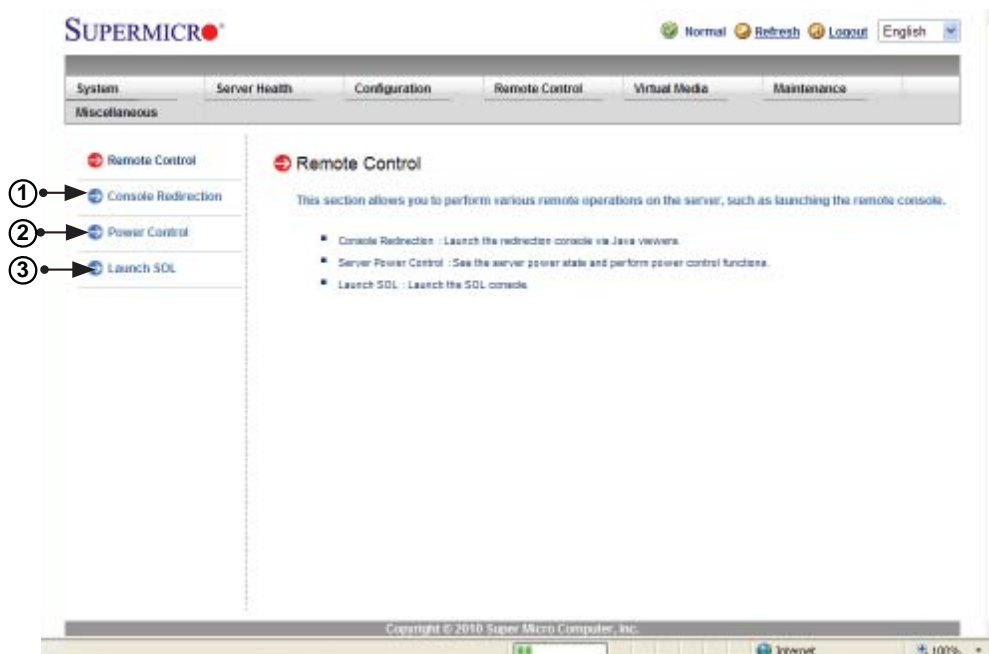 SUPERMICRO
Normal Refresh Logout English
System Server Health Configuration Remote Control Virtual Media Maintenance
Miscellaneous
Remote Control
1 Console Redirection
2 Power Control
3 Launch SOL
Remote Control
This section allows you to perform various remote operations on the server, such as launching the remote console.
Console Redirection : Launch the redirection console via Java viewers.
Server Power Control : See the server power state and perform power control functions.
Launch SOL : Launch the SOL console.
Copyright © 2010 Super Micro Computer, Inc.
Internet 100%